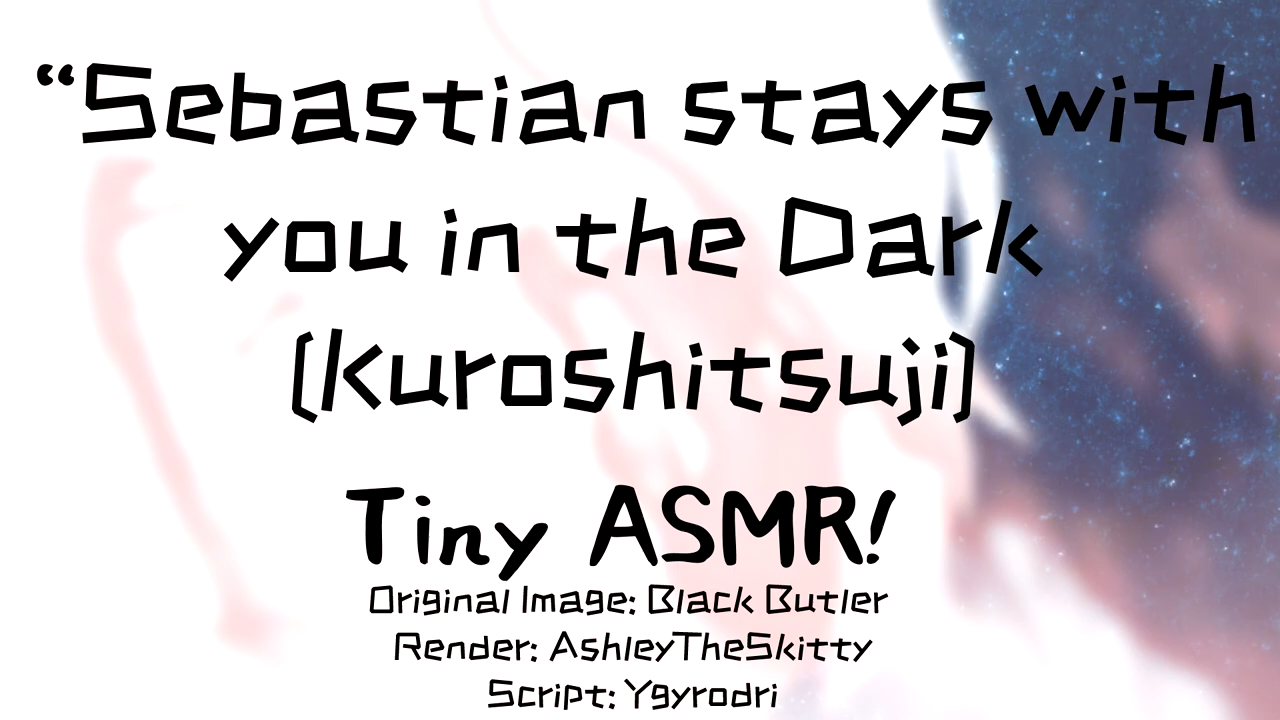 “Sebastian stays with
you in the Dark
(Kuroshitsuji)
Tiny ASMR!
Original Image: Black Butler
Render: AshleyTheSkitty
Script: Ygyrodri